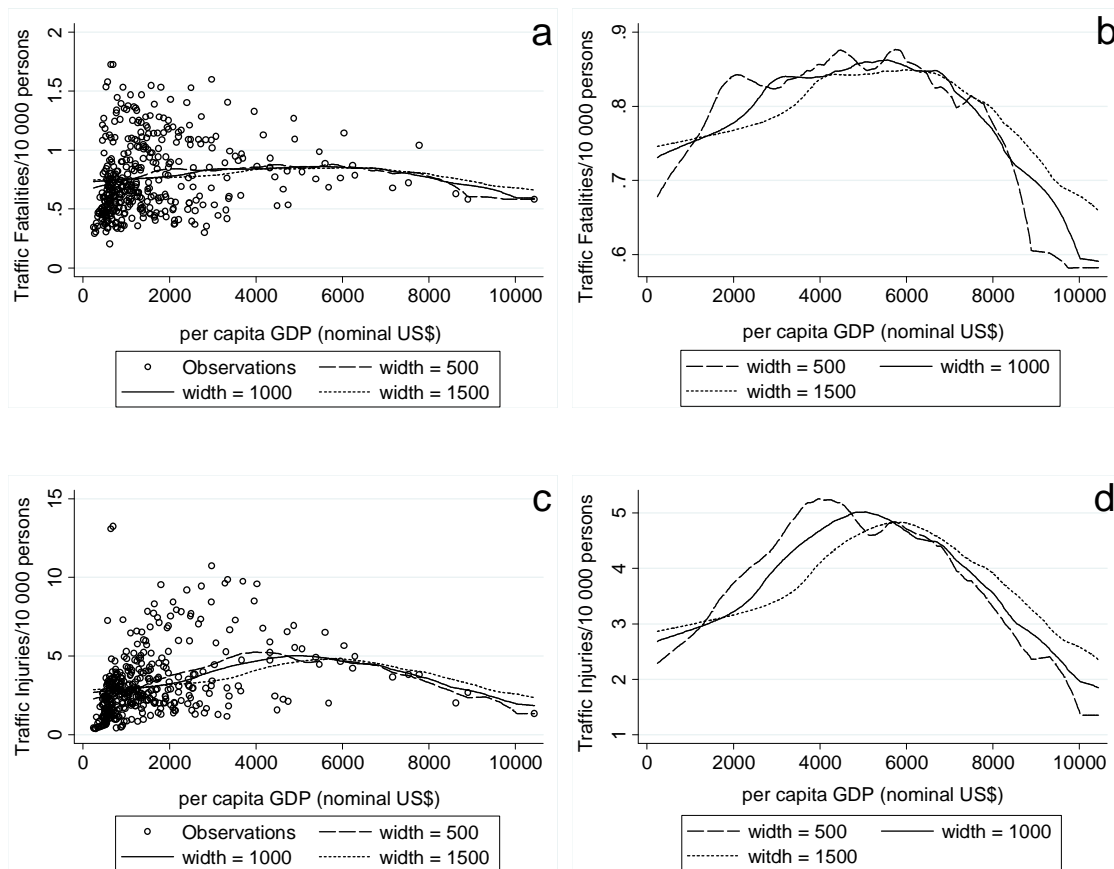 a
Traffic Fatalities/10 000 persons
2
1.5
1
.5
0
0 2000 4000 6000 8000 10000
per capita GDP (nominal US$)
Observations width = 500
width = 1000 width = 1500
b
Traffic Fatalities/10 000 persons
.9
.8
.7
.6
0 2000 4000 6000 8000 10000
per capita GDP (nominal US$)
width = 500 width = 1000
width = 1500
c
Traffic Injuries/10 000 persons
15
10
5
0
0 2000 4000 6000 8000 10000
per capita GDP (nominal US$)
Observations width = 500
width = 1000 width = 1500
d
Traffic Injuries/10 000 persons
5
4
3
2
1
0 2000 4000 6000 8000 10000
per capita GDP (nominal US$)
width = 500 width = 1000
witdh = 1500